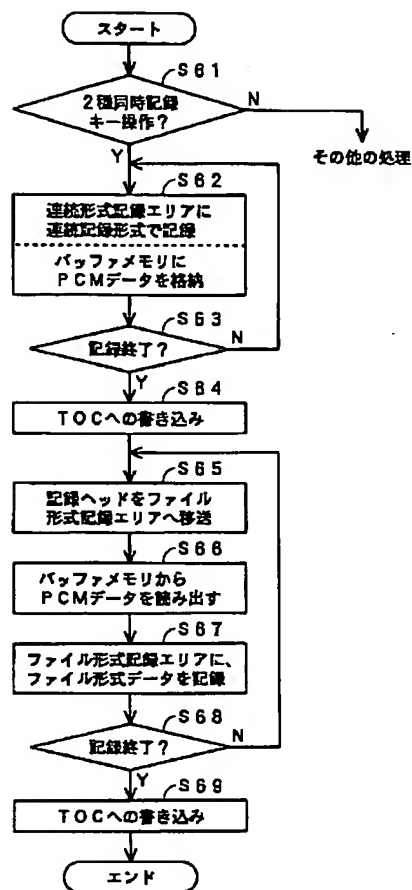 スタート
S61
2種同時記録
キー操作?
N
Y
その他の処理
S62
連続形式記録エリアに
連続記録形式で記録
バッファメモリに
PCMデータを格納
S63
記録終了?
N
Y
S64
TOCへの書き込み
S65
記録ヘッドをファイル
形式記録エリアへ移送
S66
バッファメモリから
PCMデータを読み出す
S67
ファイル形式記録エリアに、
ファイル形式データを記録
S68
記録終了?
N
Y
S69
TOCへの書き込み
エンド